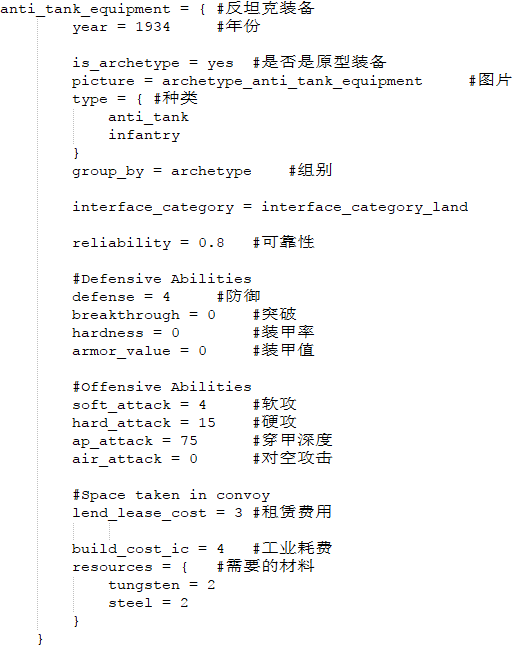 anti_tank_equipment = { #反坦克装备
year = 1934 #年份
is_archetype = yes #是否是原型装备
picture = archetype_anti_tank_equipment #图片
type = { #种类
anti_tank
infantry
}
group_by = archetype #组别
interface_category = interface_category_land
reliability = 0.8 #可靠性
#Defensive Abilities
defense = 4 #防御
breakthrough = 0 #突破
hardness = 0 #装甲率
armor_value = 0 #装甲值
#Offensive Abilities
soft_attack = 4 #软攻
hard_attack = 15 #硬攻
ap_attack = 75 #穿甲深度
air_attack = 0 #对空攻击
#Space taken in convoy
lend_lease_cost = 3 #租赁费用
build_cost_ic = 4 #工业耗费
resources = { #需要的材料
tungsten = 2
steel = 2
}
}